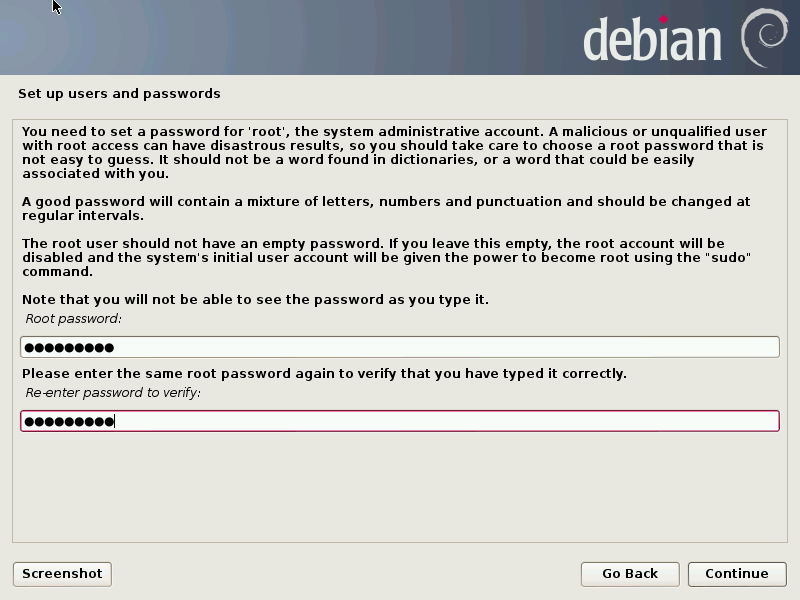 debian
Set up users and passwords
You need to set a password for 'root', the system administrative account. A malicious or unqualified user
with root access can have disastrous results, so you should take care to choose a root password that is
not easy to guess. It should not be a word found in dictionaries, or a word that could be easily
associated with you.
A good password will contain a mixture of letters, numbers and punctuation and should be changed at
regular intervals.
The root user should not have an empty password. If you leave this empty, the root account will be
disabled and the system's initial user account will be given the power to become root using the "sudo"
command.
Note that you will not be able to see the password as you type it.
Root password:
●●●●●●●●●
Please enter the same root password again to verify that you have typed it correctly.
Re-enter password to verify:
●●●●●●●●●
Screenshot
Go Back
Continue